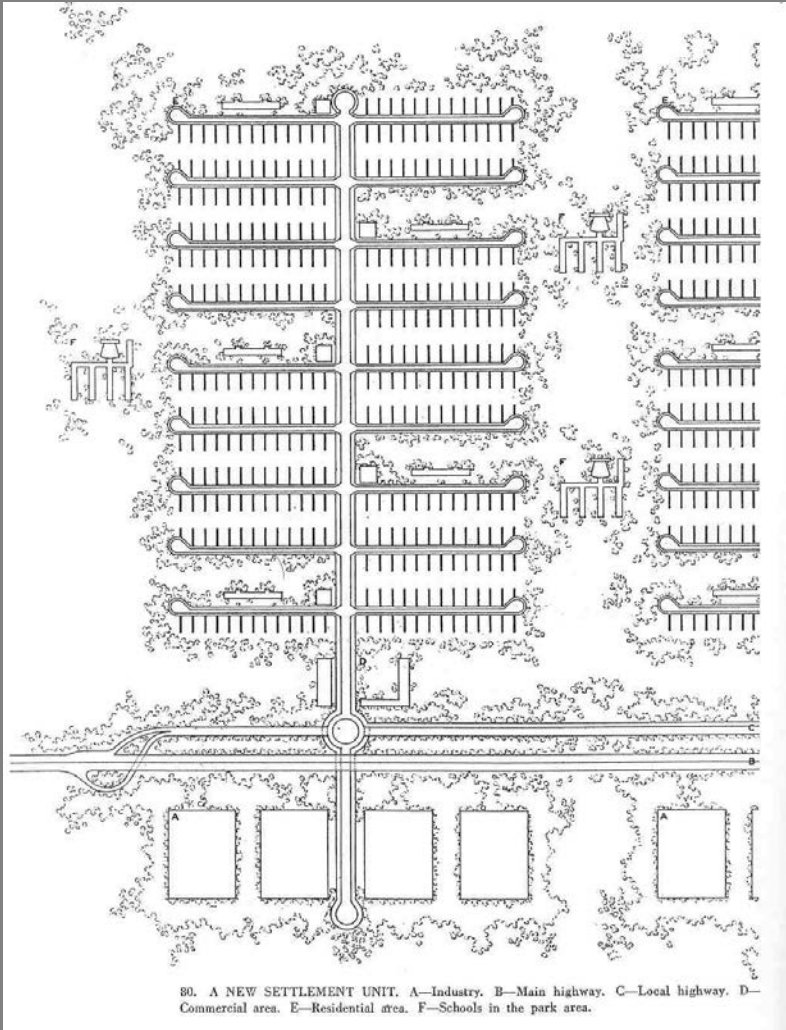 E
E
F
F
F
D
C
B
A
A
80. A NEW SETTLEMENT UNIT. A—Industry. B—Main highway. C—Local highway. D—
Commercial area. E—Residential area. F—Schools in the park area.